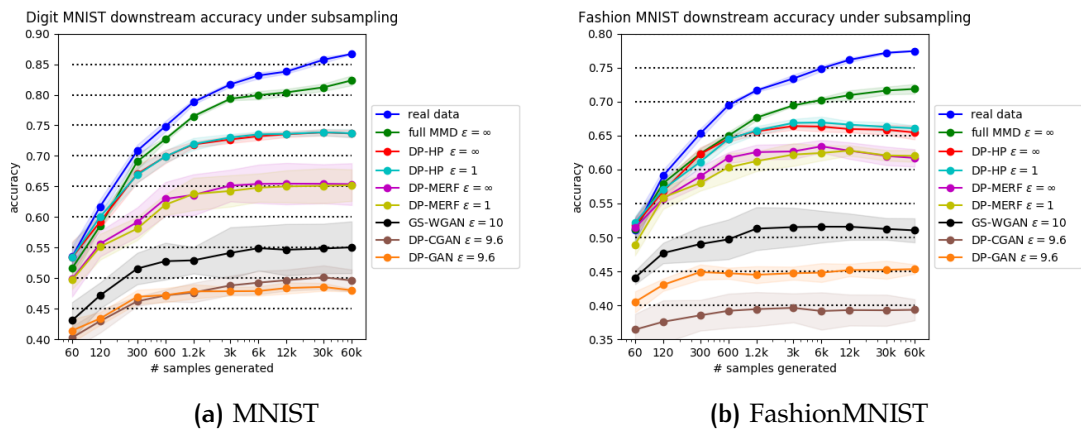 Digit MNIST downstream accuracy under subsampling
0.90
0.85
0.80
0.75
0.70
0.65
0.60
0.55
0.50
0.45
0.40
accuracy
60 120 300 600 1.2k 3k 6k 12k 30k 60k
# samples generated
real data
full MMD ε = ∞
DP-HP ε = ∞
DP-HP ε = 1
DP-MERF ε = ∞
DP-MERF ε = 1
GS-WGAN ε = 10
DP-CGAN ε = 9.6
DP-GAN ε = 9.6
(a) MNIST
Fashion MNIST downstream accuracy under subsampling
0.80
0.75
0.70
0.65
0.60
0.55
0.50
0.45
0.40
0.35
accuracy
60 120 300 600 1.2k 3k 6k 12k 30k 60k
# samples generated
real data
full MMD ε = ∞
DP-HP ε = ∞
DP-HP ε = 1
DP-MERF ε = ∞
DP-MERF ε = 1
GS-WGAN ε = 10
DP-CGAN ε = 9.6
DP-GAN ε = 9.6
(b) FashionMNIST